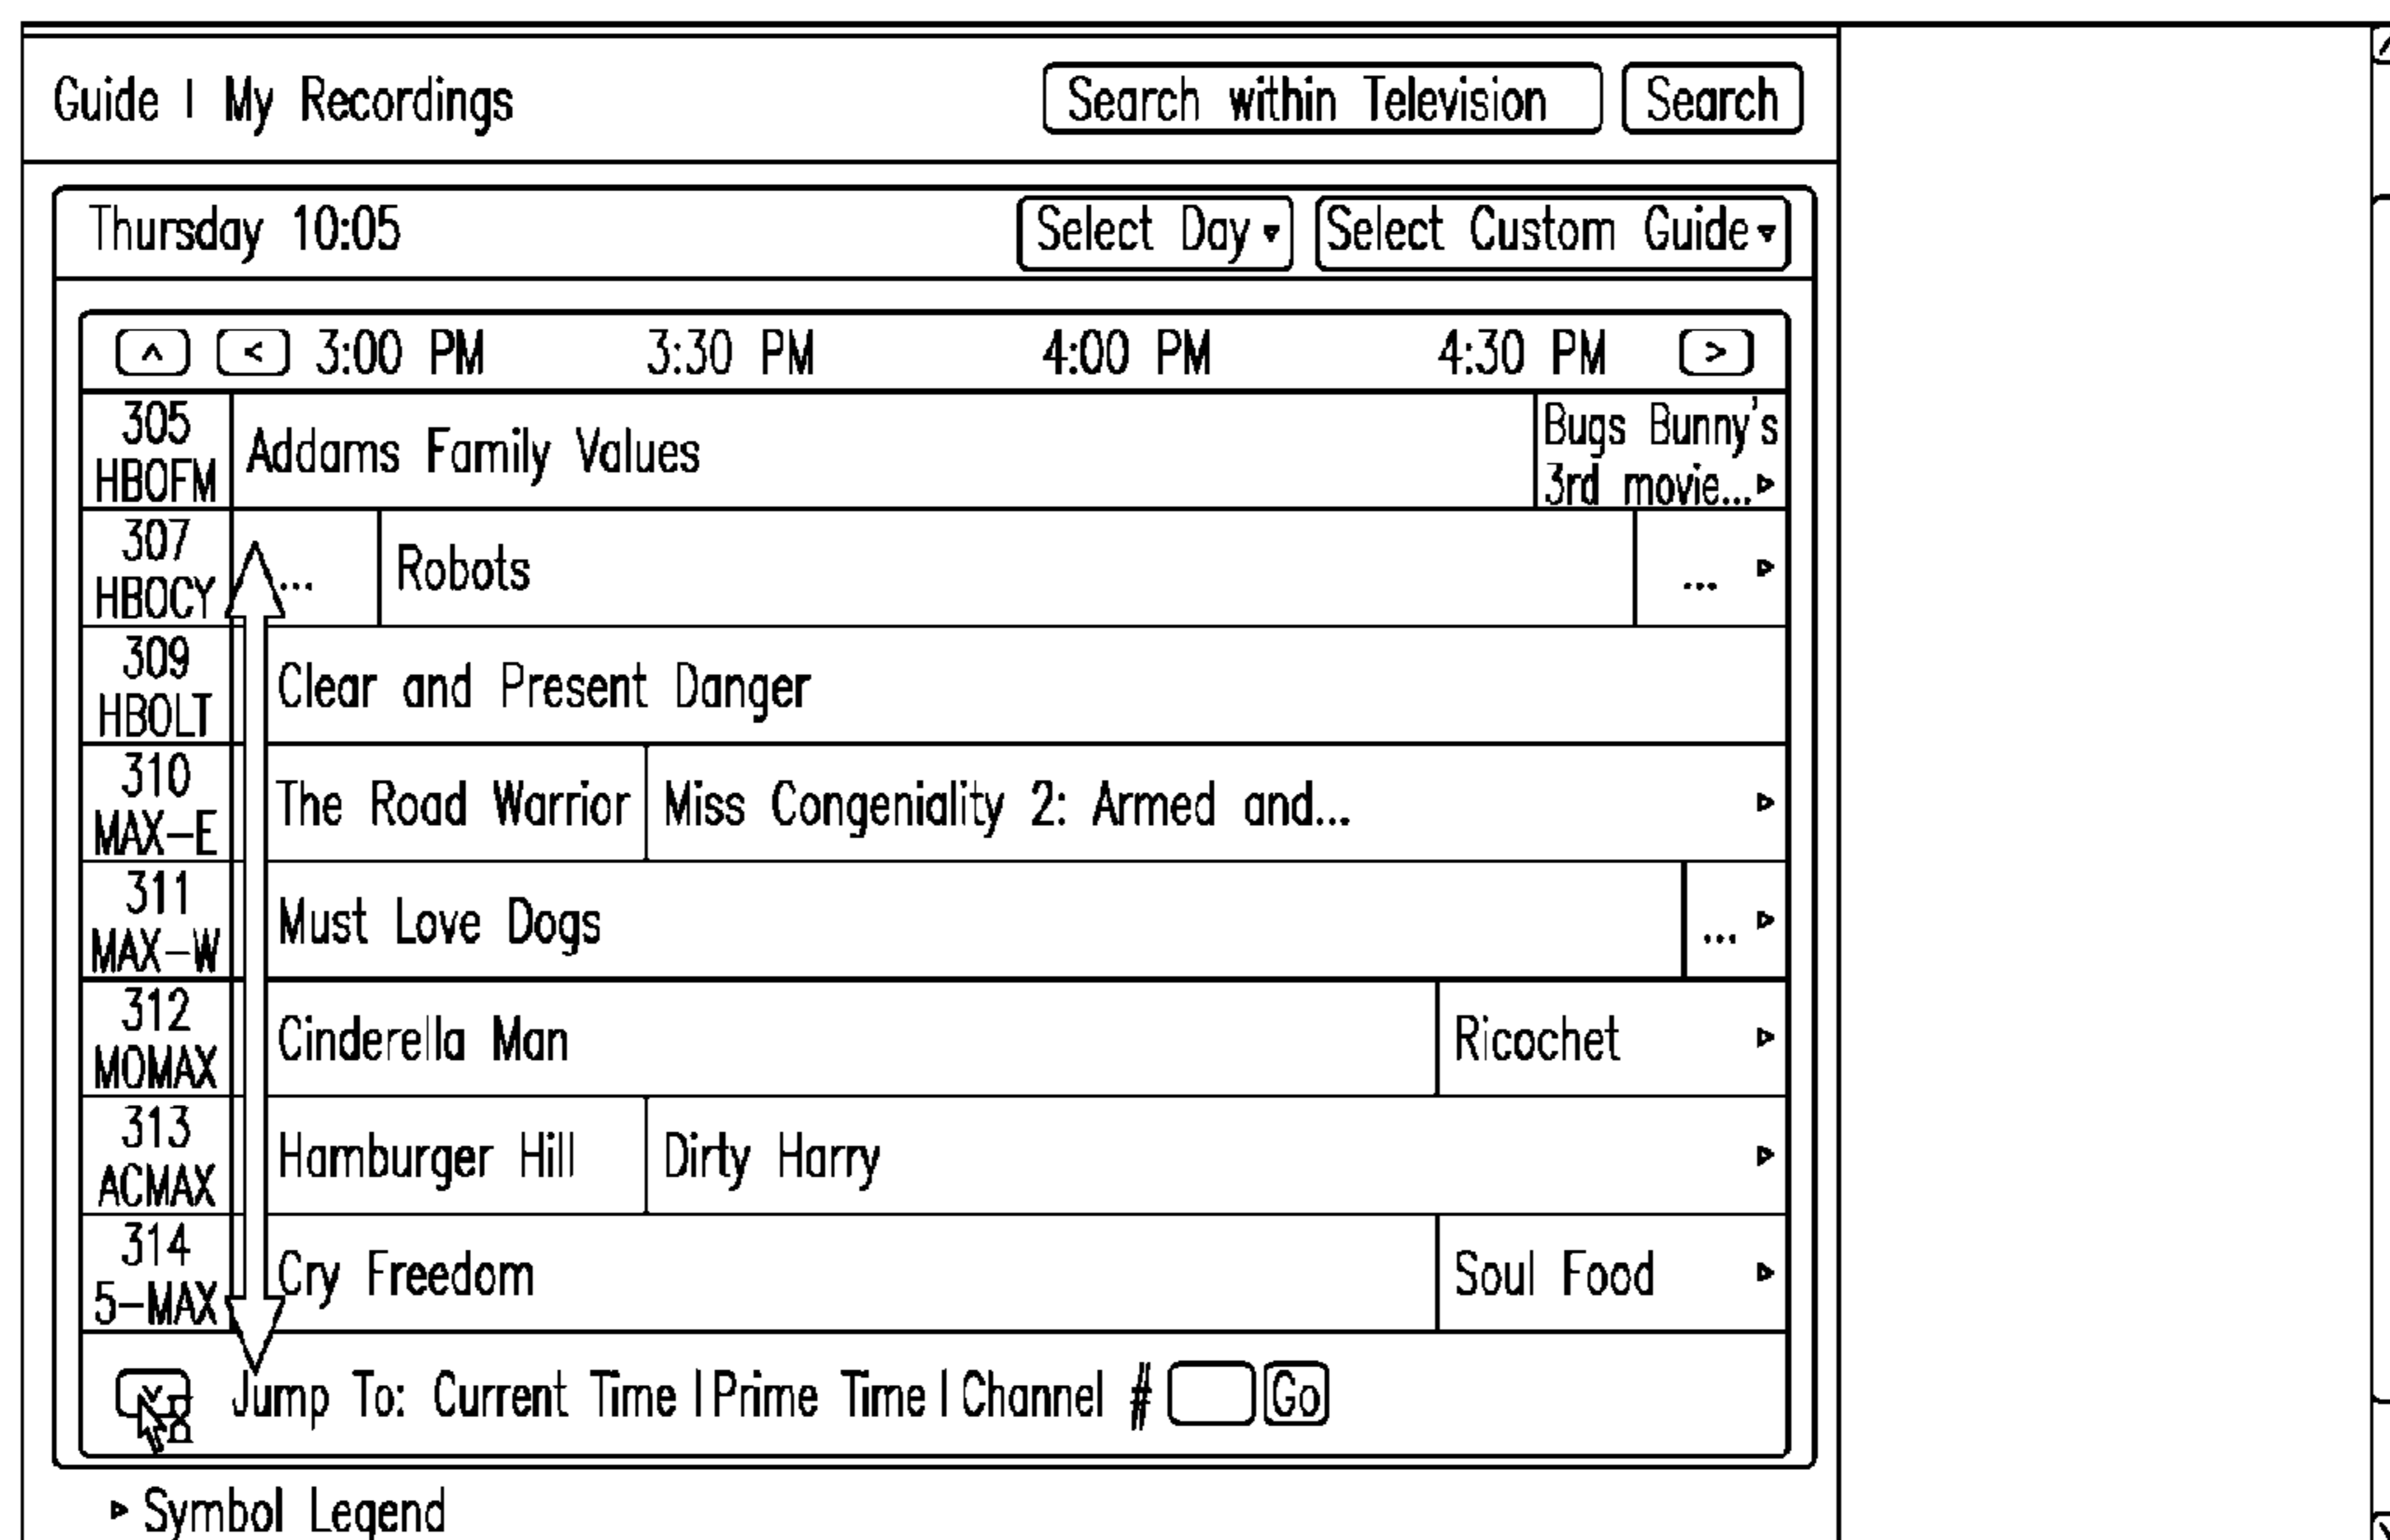 Guide | My Recordings Search within Television Search
Thursday 10:05 Select Day Select Custom Guide
3:00 PM 3:30 PM 4:00 PM 4:30 PM
305 HBOFM Addams Family Values Bugs Bunny's 3rd movie...
307 HBOCY ... Robots ...
309 HBOLT Clear and Present Danger
310 MAX-E The Road Warrior Miss Congeniality 2: Armed and...
311 MAX-W Must Love Dogs ...
312 MOMAX Cinderella Man Ricochet
313 ACMAX Hamburger Hill Dirty Harry
314 5-MAX Cry Freedom Soul Food
Jump To: Current Time | Prime Time | Channel # Go
Symbol Legend